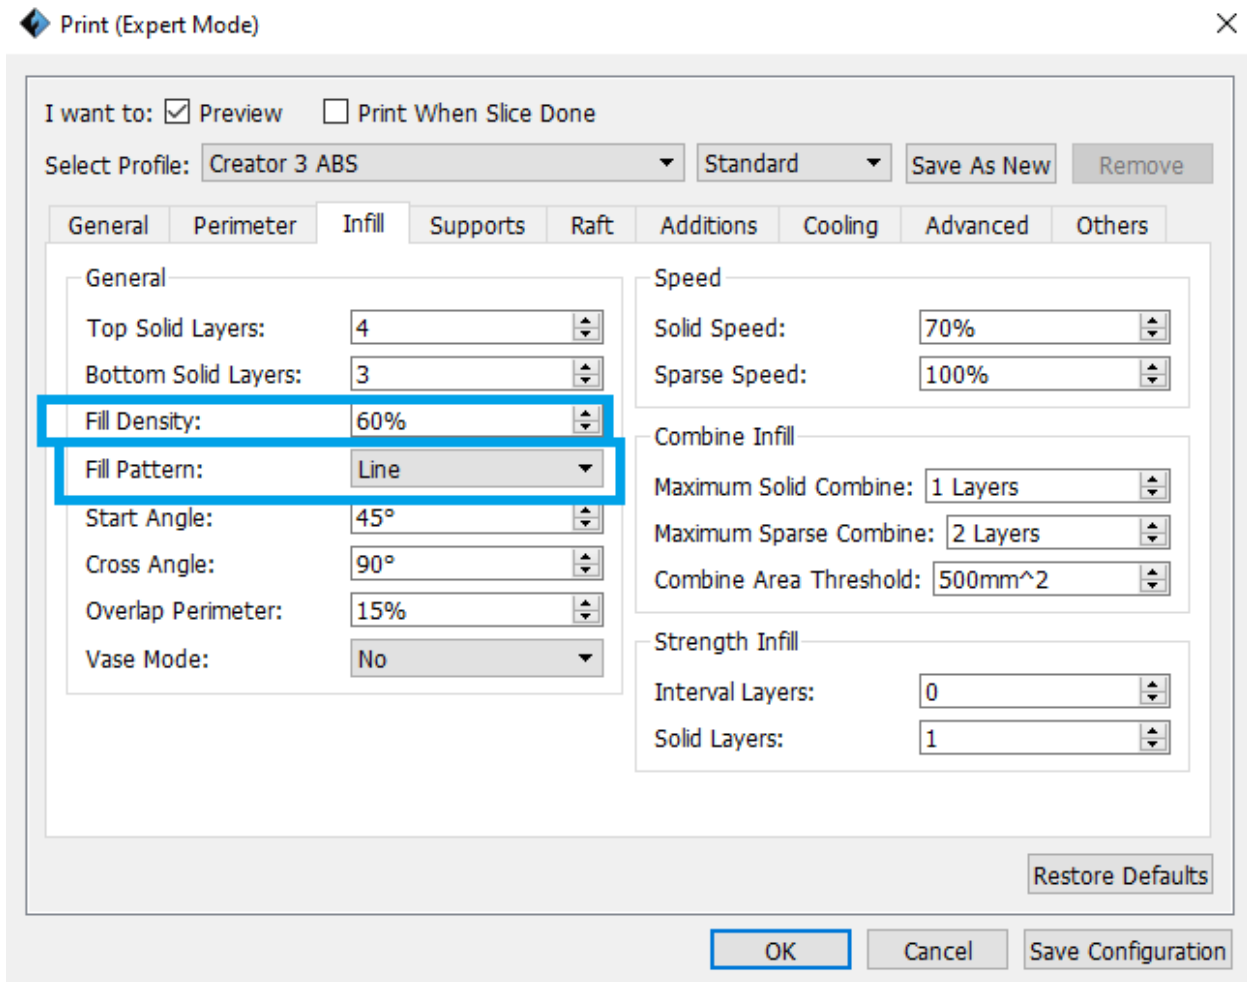 Print (Expert Mode)
I want to: Preview Print When Slice Done
Select Profile: Creator 3 ABS Standard Save As New Remove
General Perimeter Infill Supports Raft Additions Cooling Advanced Others
General
Top Solid Layers: 4
Bottom Solid Layers: 3
Fill Density: 60%
Fill Pattern: Line
Start Angle: 45°
Cross Angle: 90°
Overlap Perimeter: 15%
Vase Mode: No
Speed
Solid Speed: 70%
Sparse Speed: 100%
Combine Infill
Maximum Solid Combine: 1 Layers
Maximum Sparse Combine: 2 Layers
Combine Area Threshold: 500mm^2
Strength Infill
Interval Layers: 0
Solid Layers: 1
Restore Defaults
OK Cancel Save Configuration